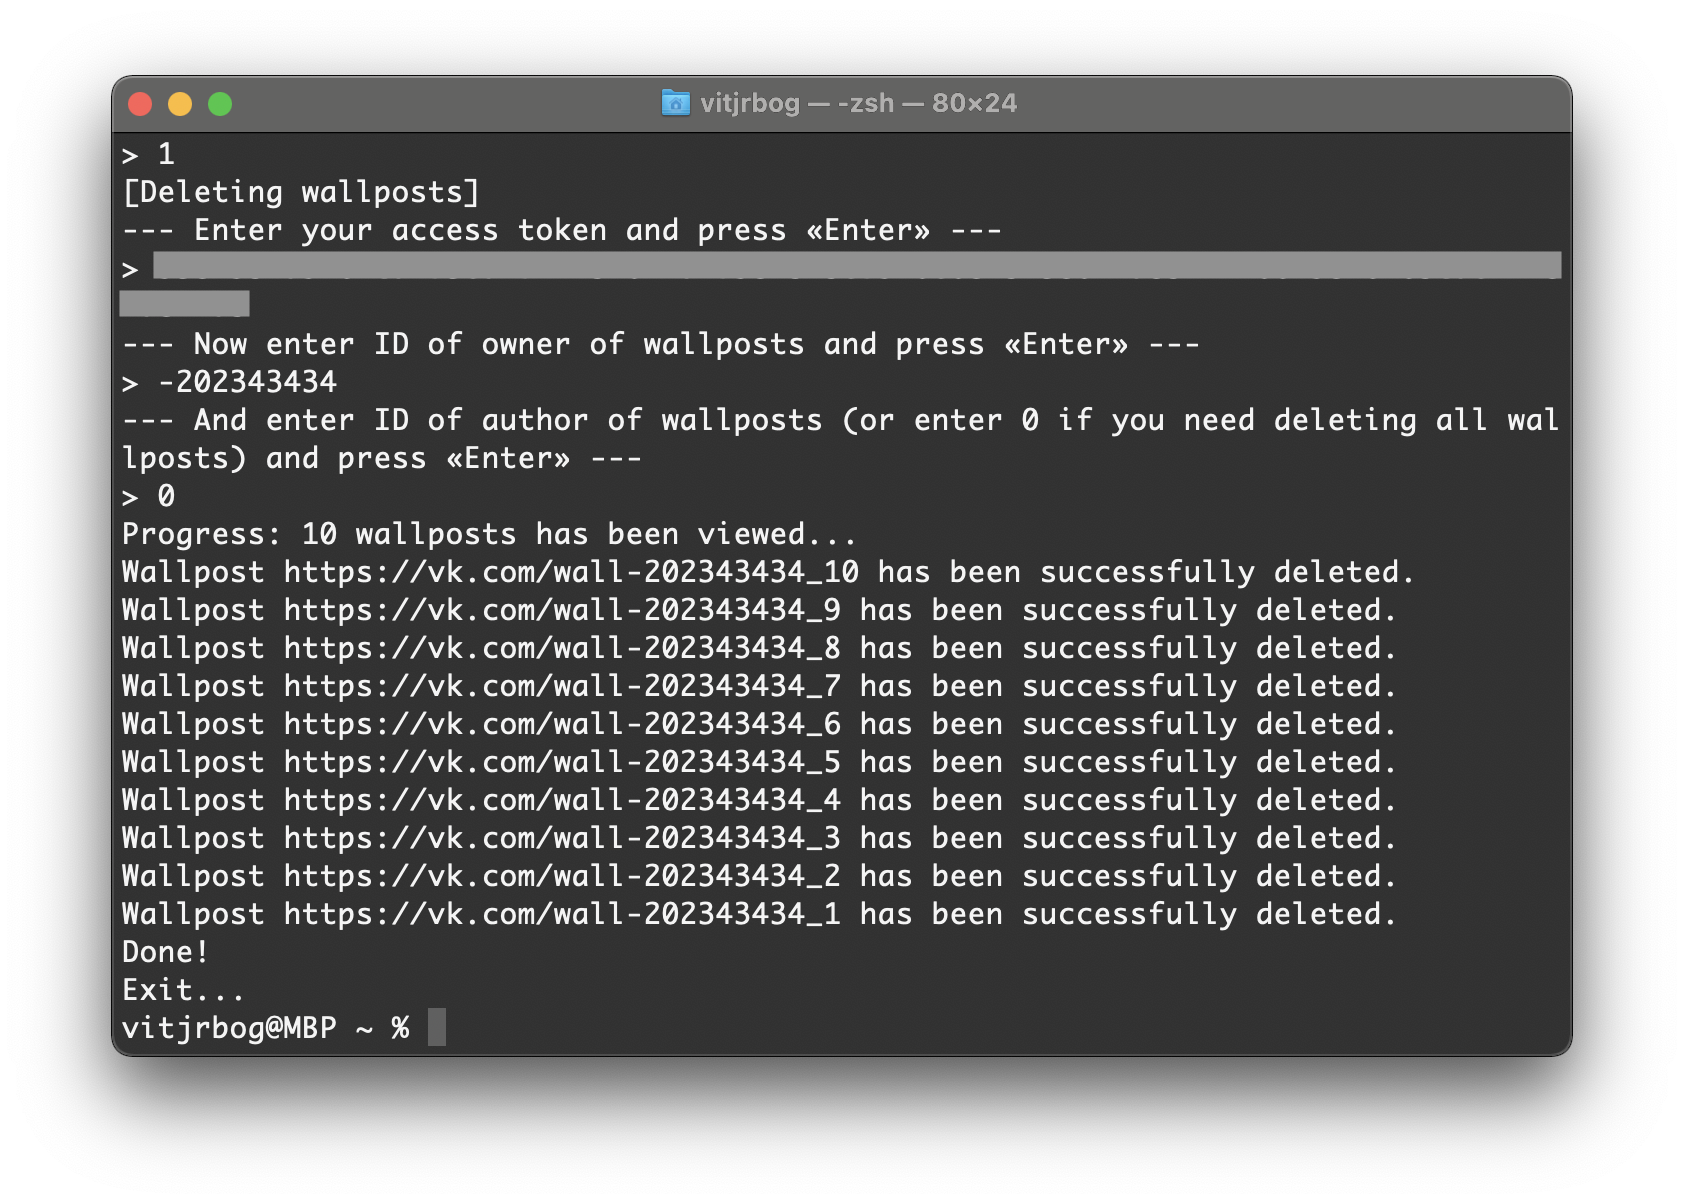 vitjrbog — -zsh — 80×24
> 1
[Deleting wallposts]
--- Enter your access token and press «Enter» ---
>
--- Now enter ID of owner of wallposts and press «Enter» ---
> -202343434
--- And enter ID of author of wallposts (or enter 0 if you need deleting all wal
lposts) and press «Enter» ---
> 0
Progress: 10 wallposts has been viewed...
Wallpost https://vk.com/wall-202343434_10 has been successfully deleted.
Wallpost https://vk.com/wall-202343434_9 has been successfully deleted.
Wallpost https://vk.com/wall-202343434_8 has been successfully deleted.
Wallpost https://vk.com/wall-202343434_7 has been successfully deleted.
Wallpost https://vk.com/wall-202343434_6 has been successfully deleted.
Wallpost https://vk.com/wall-202343434_5 has been successfully deleted.
Wallpost https://vk.com/wall-202343434_4 has been successfully deleted.
Wallpost https://vk.com/wall-202343434_3 has been successfully deleted.
Wallpost https://vk.com/wall-202343434_2 has been successfully deleted.
Wallpost https://vk.com/wall-202343434_1 has been successfully deleted.
Done!
Exit...
vitjrbog@MBP ~ %